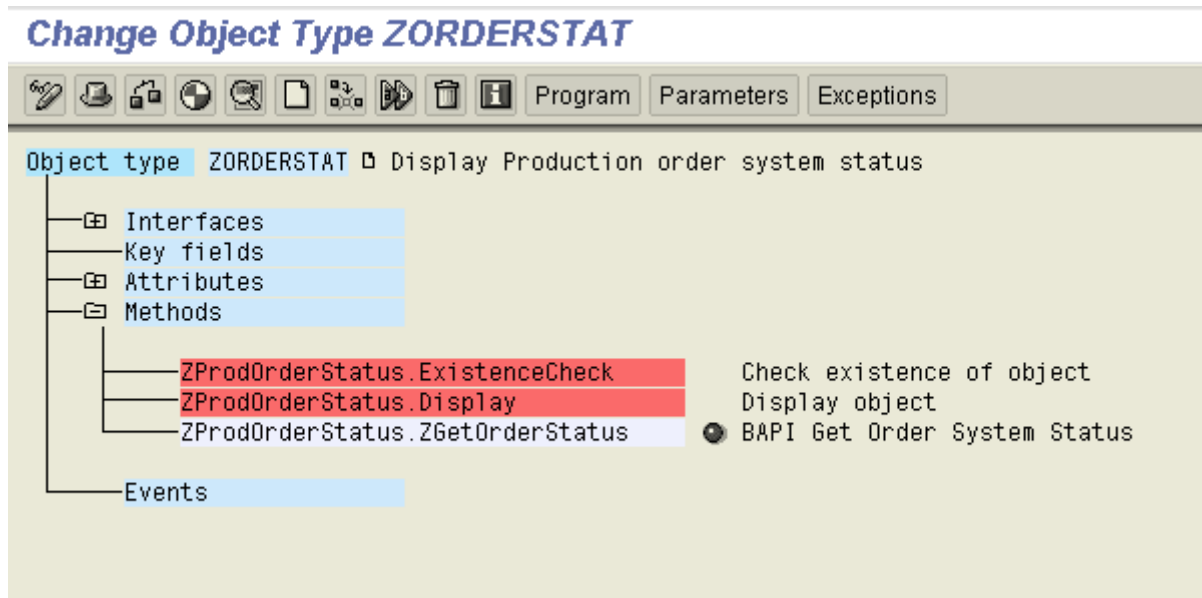 Change Object Type ZORDERSTAT
Program Parameters Exceptions
Object type ZORDERSTAT Display Production order system status
Interfaces
Key fields
Attributes
Methods
ZProdOrderStatus.ExistenceCheck Check existence of object
ZProdOrderStatus.Display Display object
ZProdOrderStatus.ZGetOrderStatus BAPI Get Order System Status
Events